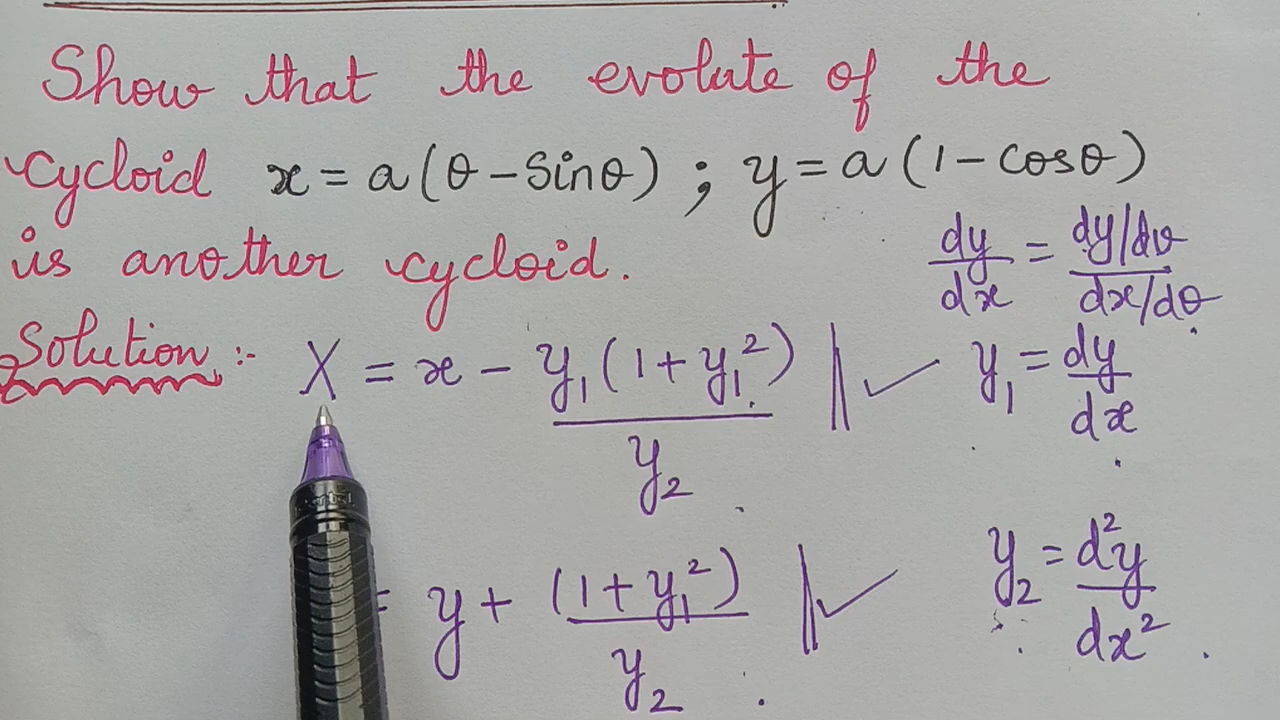 Show that the evolute of the
cycloid x = a(θ - Sinθ) ; y = a(1 - cosθ)
is another cycloid.
dy/dx = (dy/dθ)/(dx/dθ)
Solution :- X = x - y₁(1 + y₁²)/y₂
y₁ = dy/dx
= y + (1 + y₁²)/y₂
y₂ = d²y/dx²